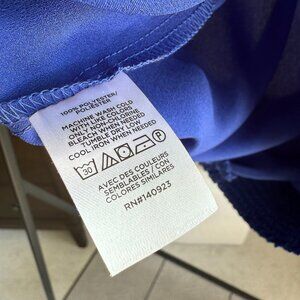 100% POLYESTER/
POLIÉSTER
MACHINE WASH COLD
WITH LIKE COLORS
ONLY NON-CHLORINE
BLEACH WHEN NEEDED
TUMBLE DRY LOW
COOL IRON WHEN NEEDED
30
P
AVEC DES COULEURS
SEMBLABLES / CON
COLORES SIMILARES
RN#140923